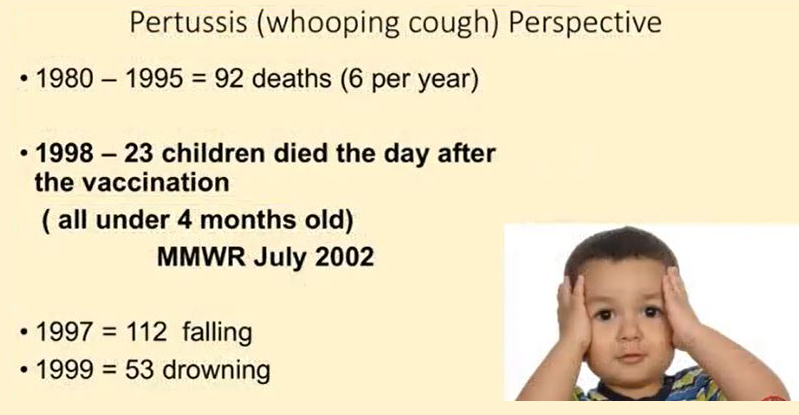 Pertussis (whooping cough) Perspective
• 1980 – 1995 = 92 deaths (6 per year)
• 1998 – 23 children died the day after
the vaccination
( all under 4 months old)
MMWR July 2002
• 1997 = 112 falling
• 1999 = 53 drowning